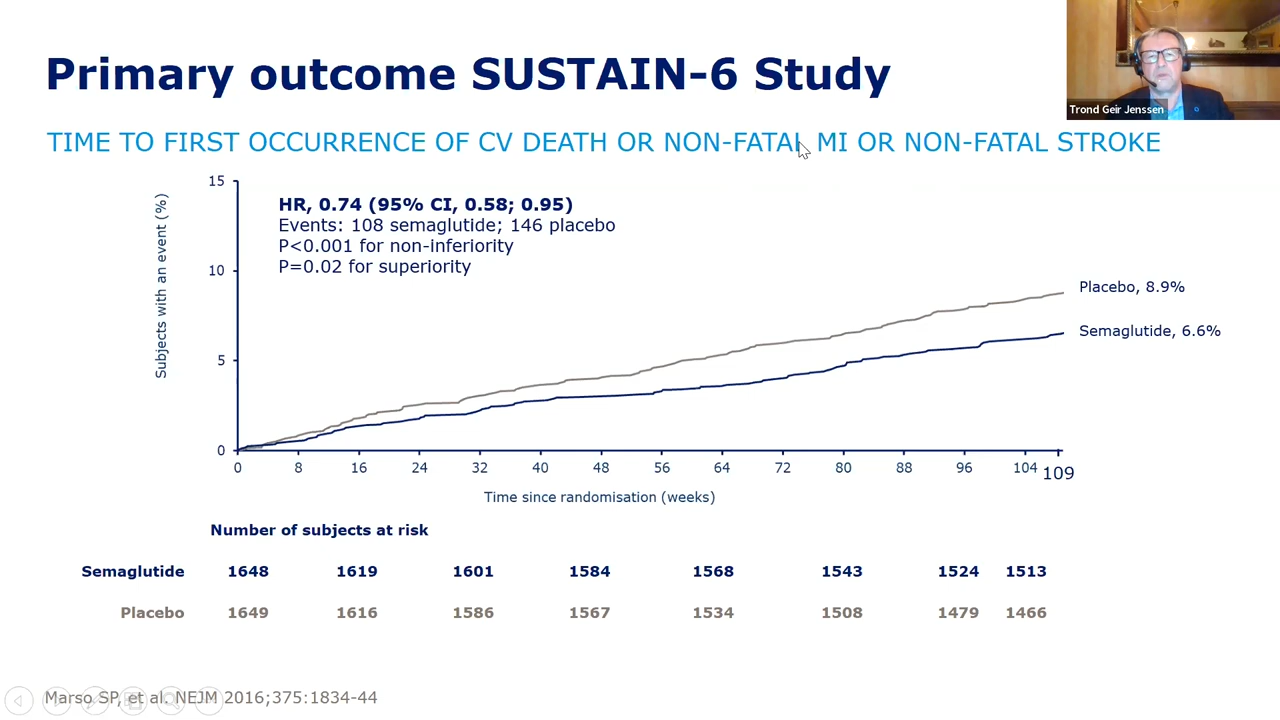 Primary outcome SUSTAIN-6 Study
Trond Geir Jenssen
TIME TO FIRST OCCURRENCE OF CV DEATH OR NON-FATAL MI OR NON-FATAL STROKE
Subjects with an event (%)
15
10
5
0
HR, 0.74 (95% CI, 0.58; 0.95)
Events: 108 semaglutide; 146 placebo
P<0.001 for non-inferiority
P=0.02 for superiority
Placebo, 8.9%
Semaglutide, 6.6%
0 8 16 24 32 40 48 56 64 72 80 88 96 104 109
Time since randomisation (weeks)
Number of subjects at risk
Semaglutide 1648 1619 1601 1584 1568 1543 1524 1513
Placebo 1649 1616 1586 1567 1534 1508 1479 1466
Marso SP, et al. NEJM 2016;375:1834-44